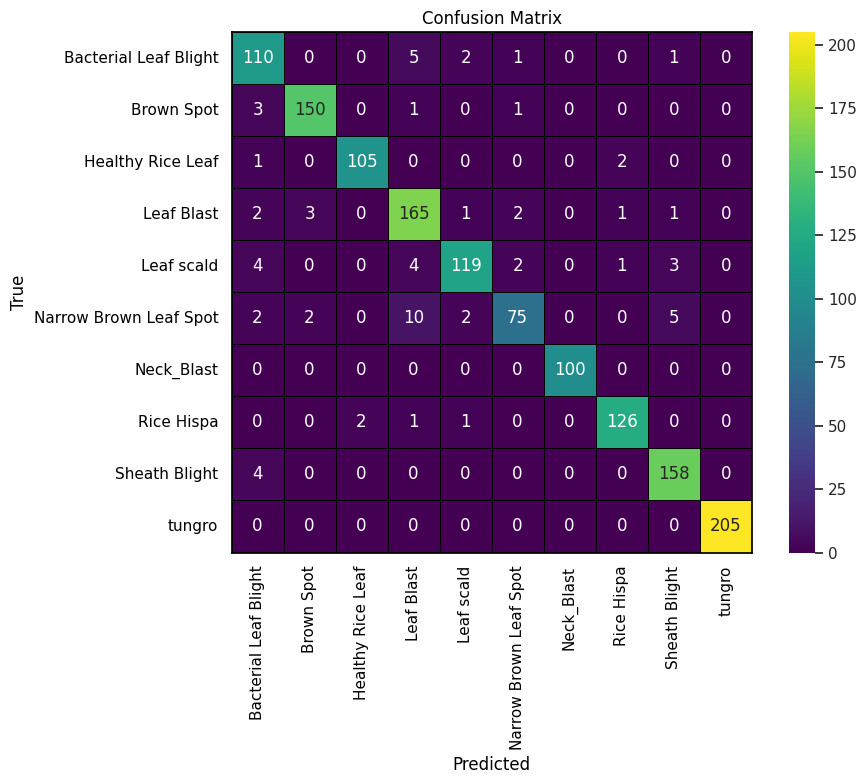 Confusion Matrix
Bacterial Leaf Blight 110 0 0 5 2 1 0 0 1 0
Brown Spot 3 150 0 1 0 1 0 0 0 0
Healthy Rice Leaf 1 0 105 0 0 0 0 2 0 0
Leaf Blast 2 3 0 165 1 2 0 1 1 0
Leaf scald 4 0 0 4 119 2 0 1 3 0
Narrow Brown Leaf Spot 2 2 0 10 2 75 0 0 5 0
Neck_Blast 0 0 0 0 0 0 100 0 0 0
Rice Hispa 0 0 2 1 1 0 0 126 0 0
Sheath Blight 4 0 0 0 0 0 0 0 158 0
tungro 0 0 0 0 0 0 0 0 0 205
True
Bacterial Leaf Blight
Brown Spot
Healthy Rice Leaf
Leaf Blast
Leaf scald
Narrow Brown Leaf Spot
Neck_Blast
Rice Hispa
Sheath Blight
tungro
Predicted
200
175
150
125
100
75
50
25
0